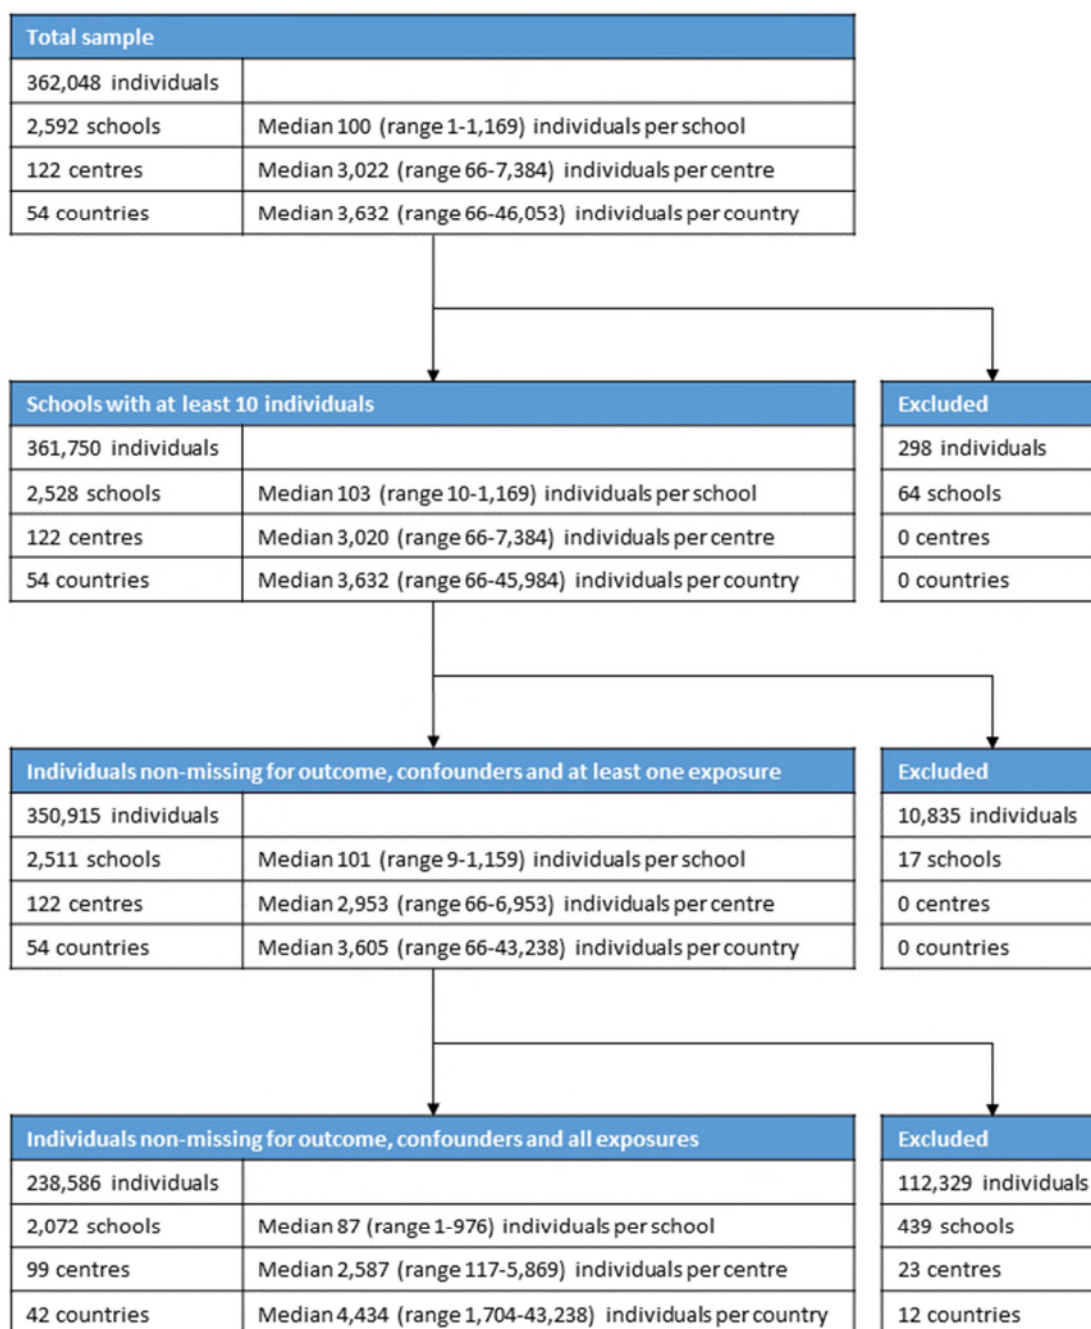 Total sample
362,048 individuals
2,592 schools Median 100 (range 1-1,169) individuals per school
122 centres Median 3,022 (range 66-7,384) individuals per centre
54 countries Median 3,632 (range 66-46,053) individuals per country
Schools with at least 10 individuals Excluded
361,750 individuals 298 individuals
2,528 schools Median 103 (range 10-1,169) individuals per school 64 schools
122 centres Median 3,020 (range 66-7,384) individuals per centre 0 centres
54 countries Median 3,632 (range 66-45,984) individuals per country 0 countries
Individuals non-missing for outcome, confounders and at least one exposure Excluded
350,915 individuals 10,835 individuals
2,511 schools Median 101 (range 9-1,159) individuals per school 17 schools
122 centres Median 2,953 (range 66-6,953) individuals per centre 0 centres
54 countries Median 3,605 (range 66-43,238) individuals per country 0 countries
Individuals non-missing for outcome, confounders and all exposures Excluded
238,586 individuals 112,329 individuals
2,072 schools Median 87 (range 1-976) individuals per school 439 schools
99 centres Median 2,587 (range 117-5,869) individuals per centre 23 centres
42 countries Median 4,434 (range 1,704-43,238) individuals per country 12 countries